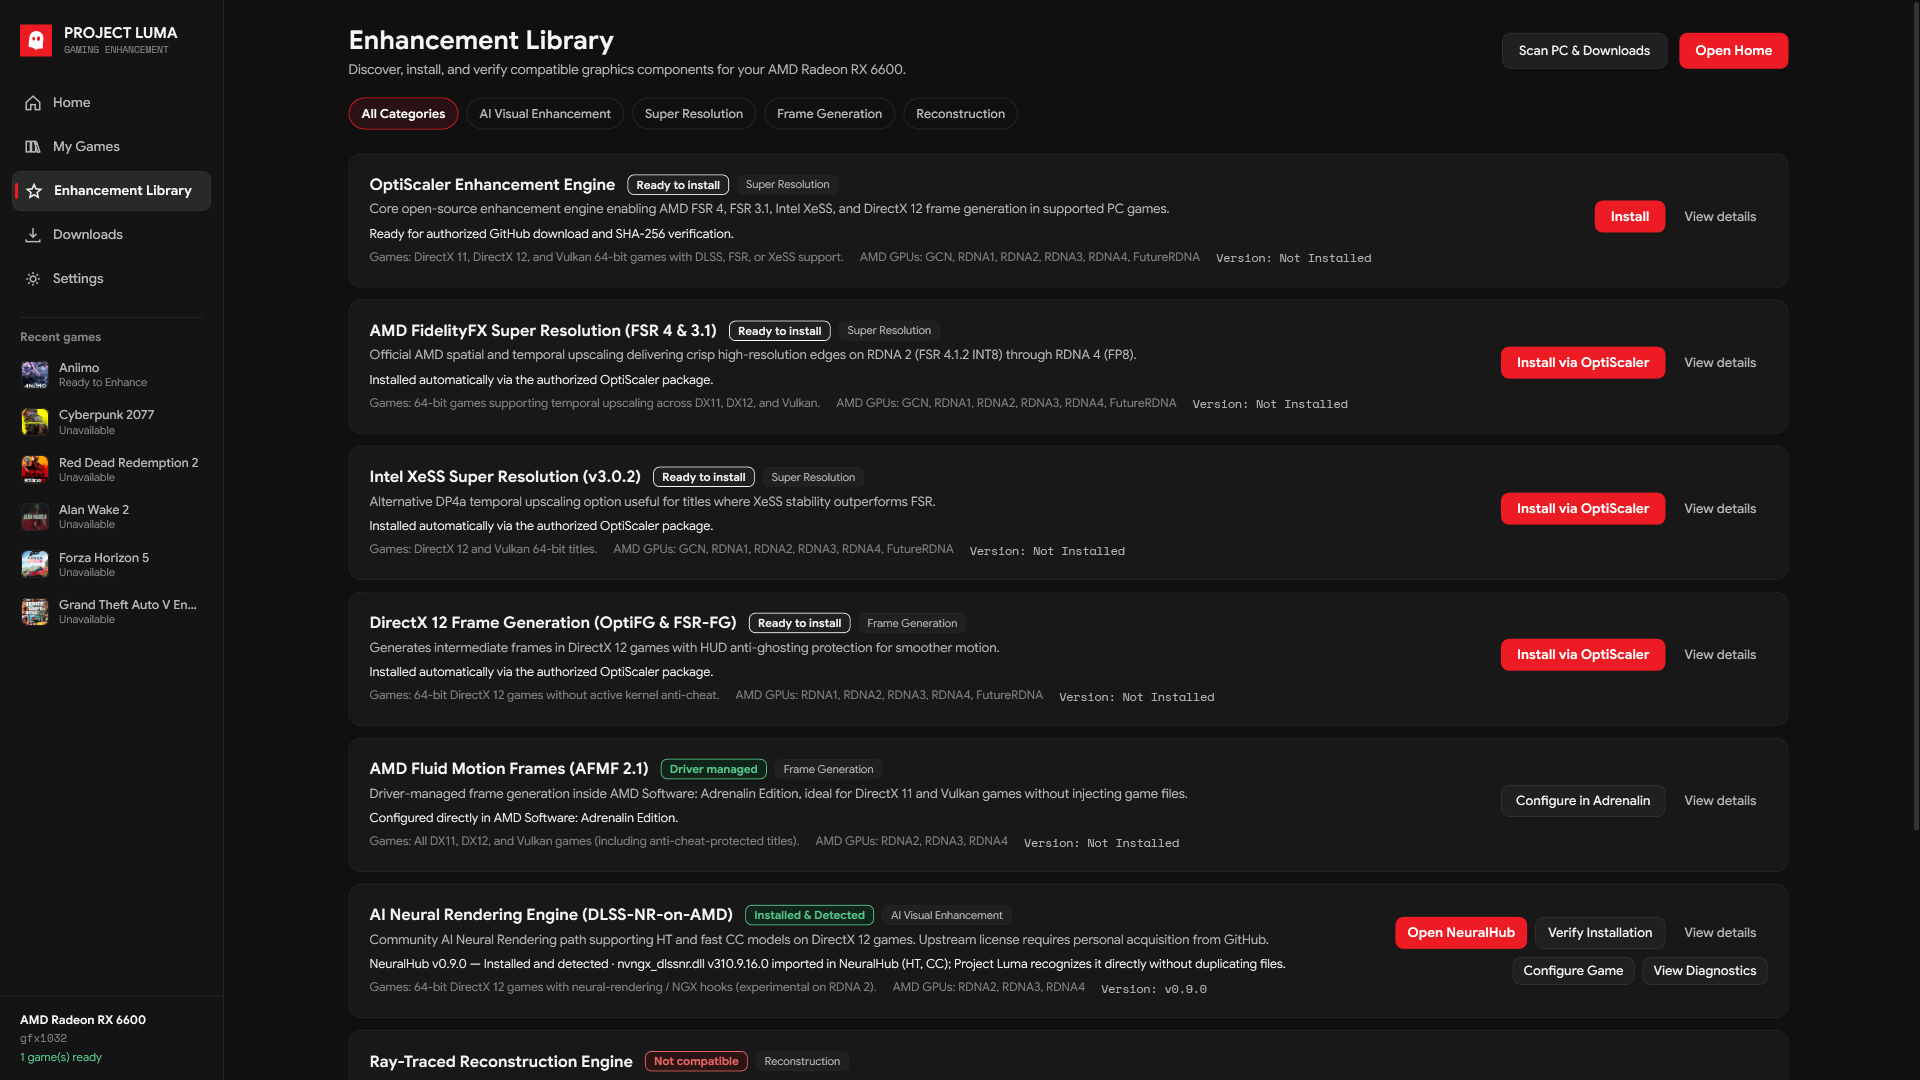 PROJECT LUMA
GAMING ENHANCEMENT
Home
My Games
Enhancement Library
Downloads
Settings
Recent games
Aniimo
Ready to Enhance
Cyberpunk 2077
Unavailable
Red Dead Redemption 2
Unavailable
Alan Wake 2
Unavailable
Forza Horizon 5
Unavailable
Grand Theft Auto V En...
Unavailable
AMD Radeon RX 6600
gfx1032
1 game(s) ready
Enhancement Library
Discover, install, and verify compatible graphics components for your AMD Radeon RX 6600.
Scan PC & Downloads
Open Home
All Categories
AI Visual Enhancement
Super Resolution
Frame Generation
Reconstruction
OptiScaler Enhancement Engine Ready to install Super Resolution
Core open-source enhancement engine enabling AMD FSR 4, FSR 3.1, Intel XeSS, and DirectX 12 frame generation in supported PC games.
Ready for authorized GitHub download and SHA-256 verification.
Games: DirectX 11, DirectX 12, and Vulkan 64-bit games with DLSS, FSR, or XeSS support. AMD GPUs: GCN, RDNA1, RDNA2, RDNA3, RDNA4, FutureRDNA Version: Not Installed
Install View details
AMD FidelityFX Super Resolution (FSR 4 & 3.1) Ready to install Super Resolution
Official AMD spatial and temporal upscaling delivering crisp high-resolution edges on RDNA 2 (FSR 4.1.2 INT8) through RDNA 4 (FP8).
Installed automatically via the authorized OptiScaler package.
Games: 64-bit games supporting temporal upscaling across DX11, DX12, and Vulkan. AMD GPUs: GCN, RDNA1, RDNA2, RDNA3, RDNA4, FutureRDNA Version: Not Installed
Install via OptiScaler View details
Intel XeSS Super Resolution (v3.0.2) Ready to install Super Resolution
Alternative DP4a temporal upscaling option useful for titles where XeSS stability outperforms FSR.
Installed automatically via the authorized OptiScaler package.
Games: DirectX 12 and Vulkan 64-bit titles. AMD GPUs: GCN, RDNA1, RDNA2, RDNA3, RDNA4, FutureRDNA Version: Not Installed
Install via OptiScaler View details
DirectX 12 Frame Generation (OptiFG & FSR-FG) Ready to install Frame Generation
Generates intermediate frames in DirectX 12 games with HUD anti-ghosting protection for smoother motion.
Installed automatically via the authorized OptiScaler package.
Games: 64-bit DirectX 12 games without active kernel anti-cheat. AMD GPUs: RDNA1, RDNA2, RDNA3, RDNA4, FutureRDNA Version: Not Installed
Install via OptiScaler View details
AMD Fluid Motion Frames (AFMF 2.1) Driver managed Frame Generation
Driver-managed frame generation inside AMD Software: Adrenalin Edition, ideal for DirectX 11 and Vulkan games without injecting game files.
Configured directly in AMD Software: Adrenalin Edition.
Games: All DX11, DX12, and Vulkan games (including anti-cheat-protected titles). AMD GPUs: RDNA2, RDNA3, RDNA4 Version: Not Installed
Configure in Adrenalin View details
AI Neural Rendering Engine (DLSS-NR-on-AMD) Installed & Detected AI Visual Enhancement
Community AI Neural Rendering path supporting HT and fast CC models on DirectX 12 games. Upstream license requires personal acquisition from GitHub.
NeuralHub v0.9.0 — Installed and detected · nvngx_dlssnr.dll v310.9.16.0 imported in NeuralHub (HT, CC); Project Luma recognizes it directly without duplicating files.
Games: 64-bit DirectX 12 games with neural-rendering / NGX hooks (experimental on RDNA 2). AMD GPUs: RDNA2, RDNA3, RDNA4 Version: v0.9.0
Open NeuralHub Verify Installation View details
Configure Game View Diagnostics
Ray-Traced Reconstruction Engine Not compatible Reconstruction